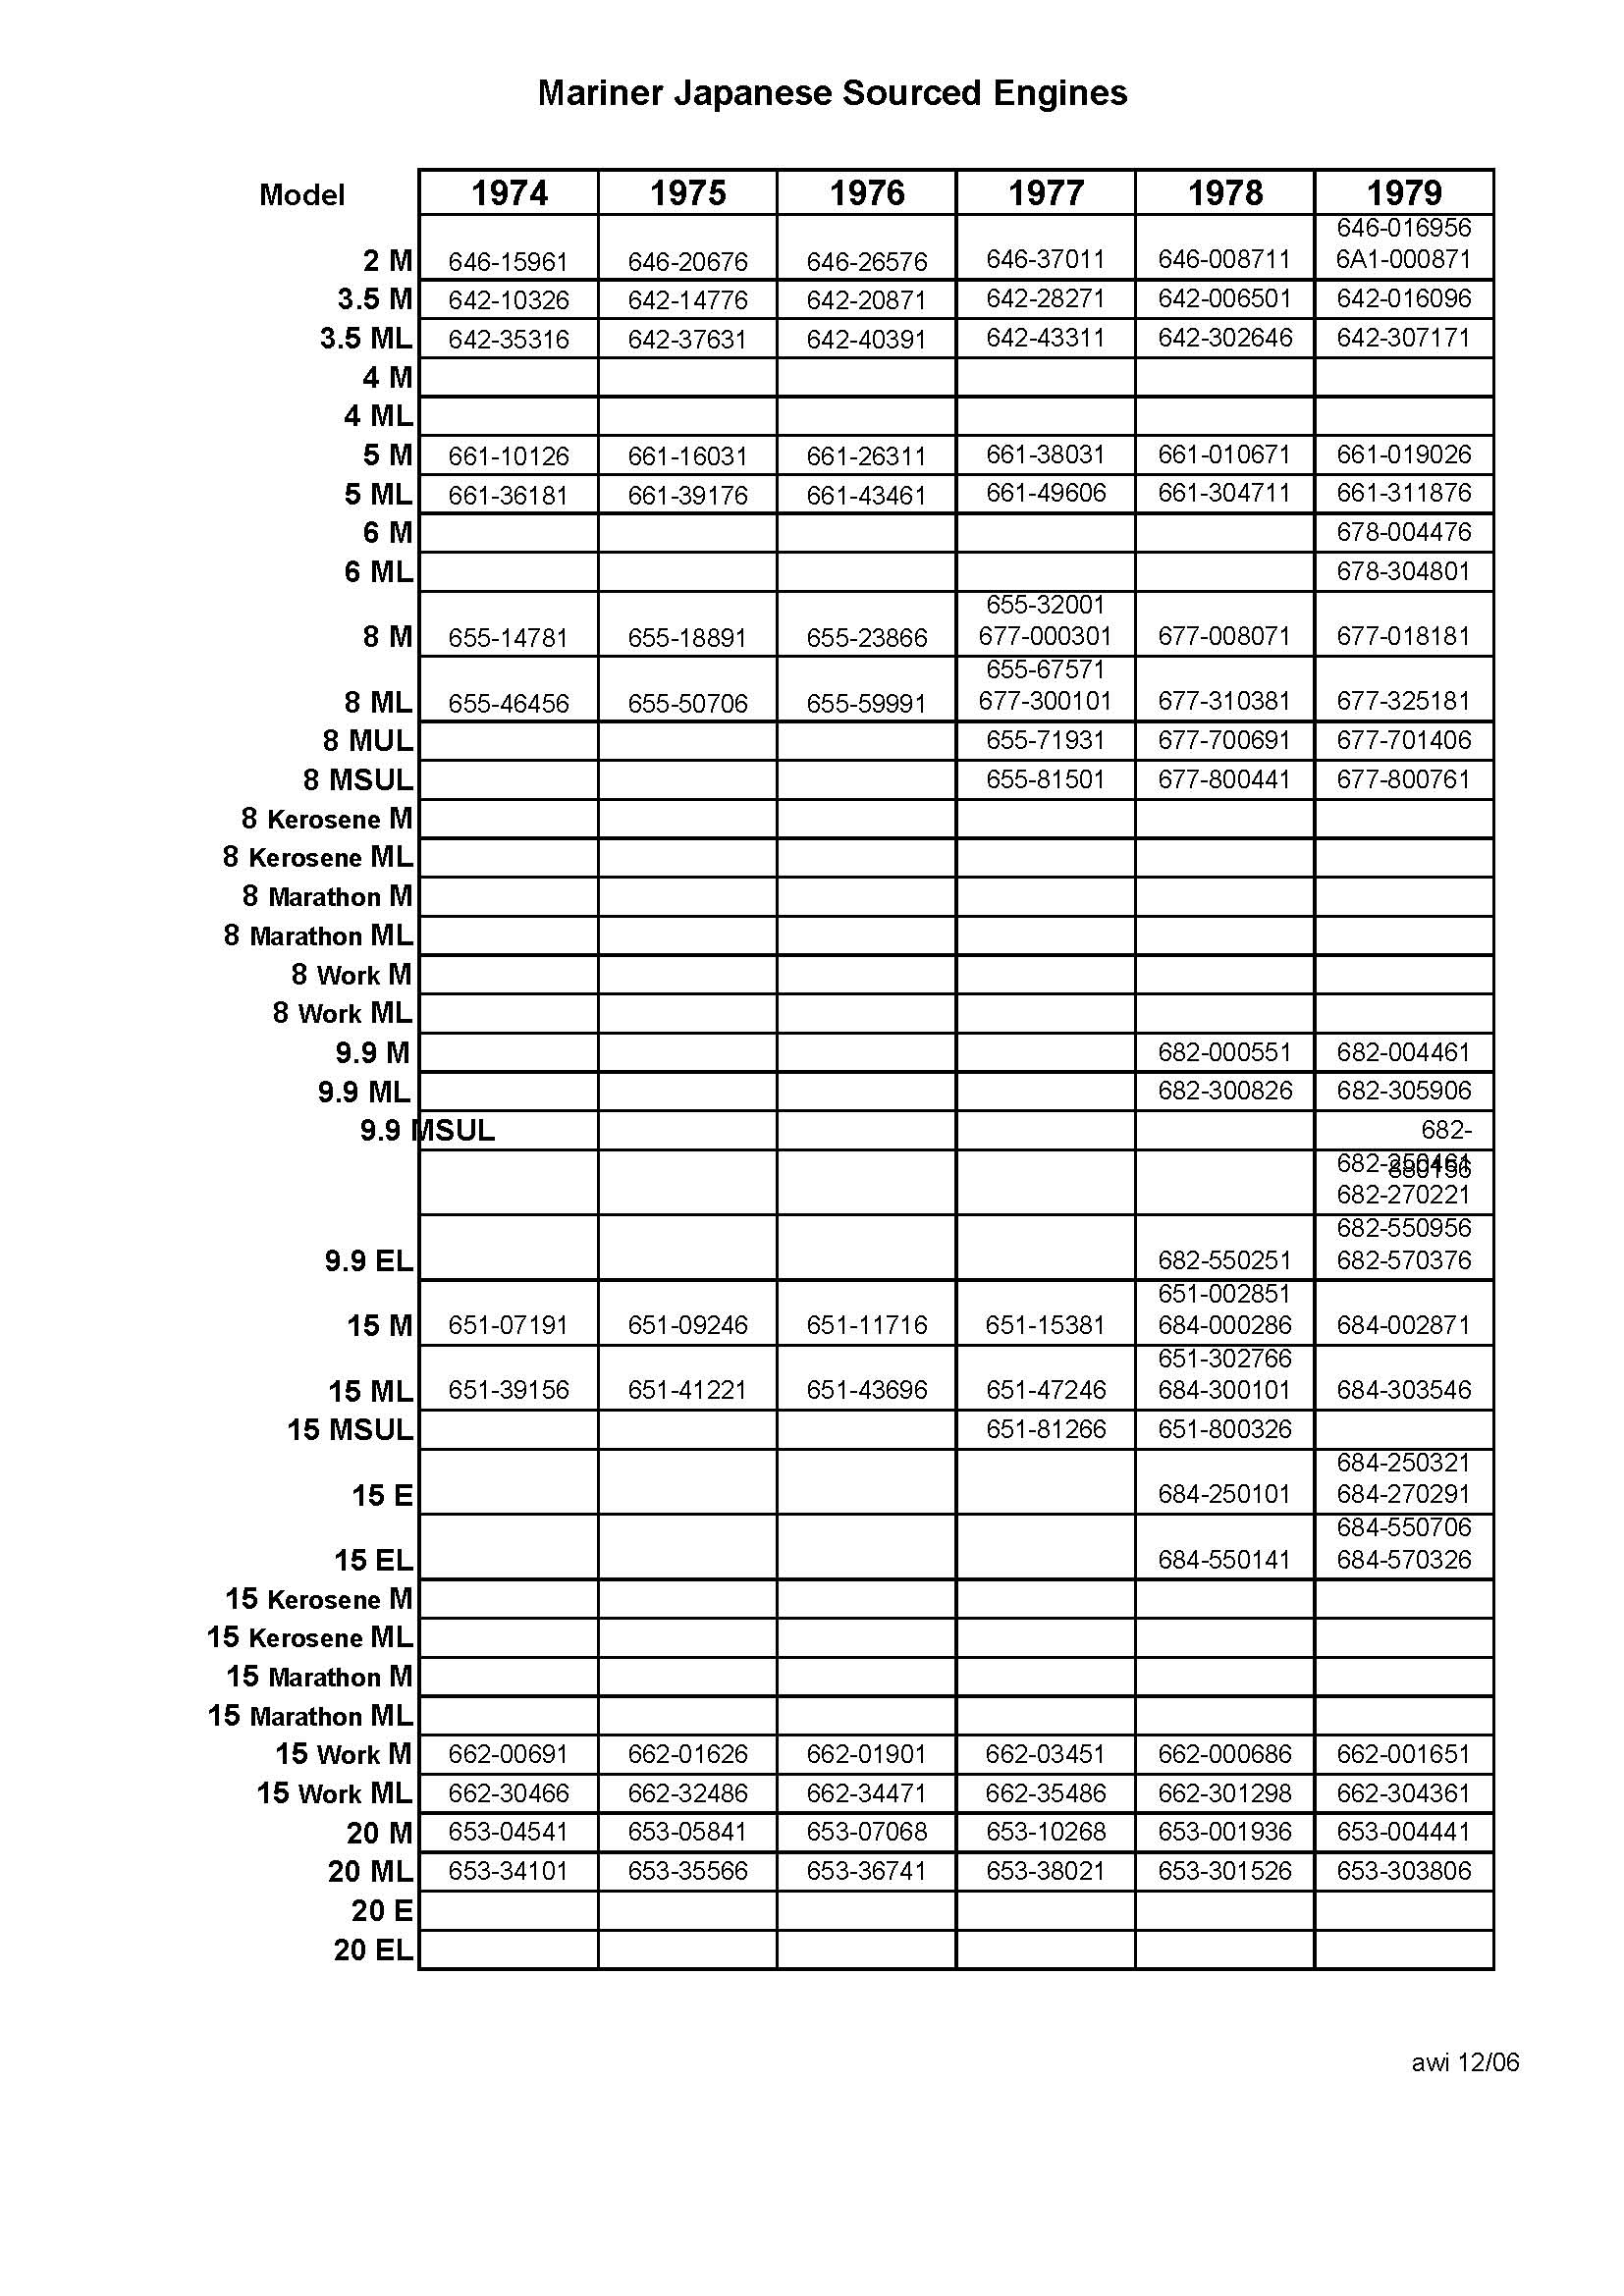 Mariner Japanese Sourced Engines
Model 1974 1975 1976 1977 1978 1979
646-016956
2 M 646-15961 646-20676 646-26576 646-37011 646-008711 6A1-000871
3.5 M 642-10326 642-14776 642-20871 642-28271 642-006501 642-016096
3.5 ML 642-35316 642-37631 642-40391 642-43311 642-302646 642-307171
4 M
4 ML
5 M 661-10126 661-16031 661-26311 661-38031 661-010671 661-019026
5 ML 661-36181 661-39176 661-43461 661-49606 661-304711 661-311876
6 M 678-004476
6 ML 678-304801
655-32001
8 M 655-14781 655-18891 655-23866 677-000301 677-008071 677-018181
655-67571
8 ML 655-46456 655-50706 655-59991 677-300101 677-310381 677-325181
8 MUL 655-71931 677-700691 677-701406
8 MSUL 655-81501 677-800441 677-800761
8 Kerosene M
8 Kerosene ML
8 Marathon M
8 Marathon ML
8 Work M
8 Work ML
9.9 M 682-000551 682-004461
9.9 ML 682-300826 682-305906
9.9 MSUL 682-
682-270221
682-550956
9.9 EL 682-550251 682-570376
651-002851
15 M 651-07191 651-09246 651-11716 651-15381 684-000286 684-002871
651-302766
15 ML 651-39156 651-41221 651-43696 651-47246 684-300101 684-303546
15 MSUL 651-81266 651-800326
684-250321
15 E 684-250101 684-270291
684-550706
15 EL 684-550141 684-570326
15 Kerosene M
15 Kerosene ML
15 Marathon M
15 Marathon ML
15 Work M 662-00691 662-01626 662-01901 662-03451 662-000686 662-001651
15 Work ML 662-30466 662-32486 662-34471 662-35486 662-301298 662-304361
20 M 653-04541 653-05841 653-07068 653-10268 653-001936 653-004441
20 ML 653-34101 653-35566 653-36741 653-38021 653-301526 653-303806
20 E
20 EL
awi 12/06